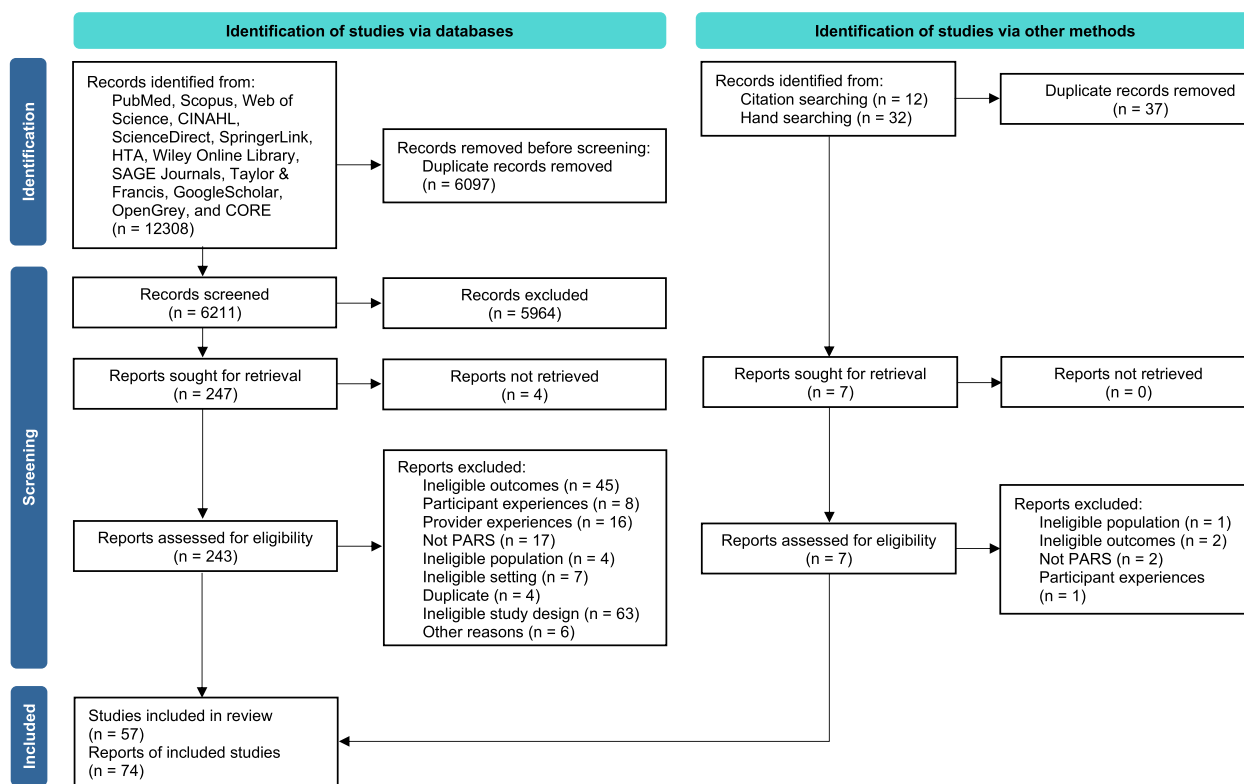 Identification of studies via databases
Identification of studies via other methods
Identification
Records identified from:
PubMed, Scopus, Web of
Science, CINAHL,
ScienceDirect, SpringerLink,
HTA, Wiley Online Library,
SAGE Journals, Taylor &
Francis, GoogleScholar,
OpenGrey, and CORE
(n = 12308)
Records removed before screening:
Duplicate records removed
(n = 6097)
Records identified from:
Citation searching (n = 12)
Hand searching (n = 32)
Duplicate records removed
(n = 37)
Screening
Records screened
(n = 6211)
Records excluded
(n = 5964)
Reports sought for retrieval
(n = 247)
Reports not retrieved
(n = 4)
Reports sought for retrieval
(n = 7)
Reports not retrieved
(n = 0)
Reports assessed for eligibility
(n = 243)
Reports excluded:
Ineligible outcomes (n = 45)
Participant experiences (n = 8)
Provider experiences (n = 16)
Not PARS (n = 17)
Ineligible population (n = 4)
Ineligible setting (n = 7)
Duplicate (n = 4)
Ineligible study design (n = 63)
Other reasons (n = 6)
Reports assessed for eligibility
(n = 7)
Reports excluded:
Ineligible population (n = 1)
Ineligible outcomes (n = 2)
Not PARS (n = 2)
Participant experiences
(n = 1)
Included
Studies included in review
(n = 57)
Reports of included studies
(n = 74)